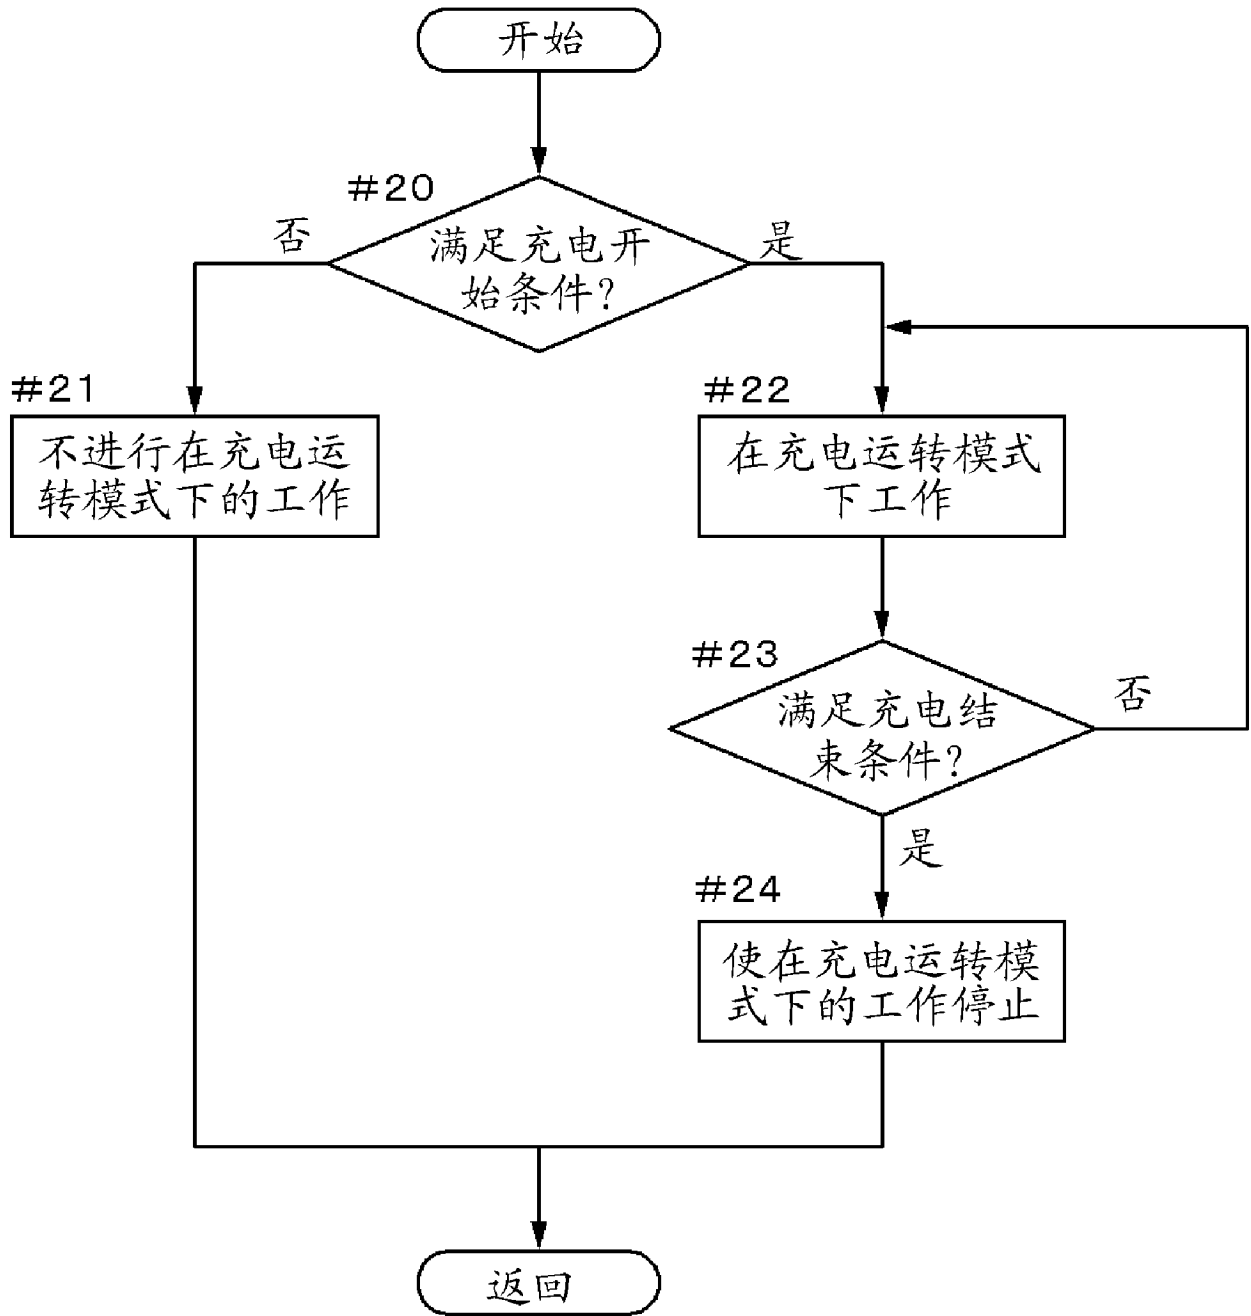 开始
#20
否
是
满足充电开
始条件?
#21
#22
不进行在充电运
转模式下的工作
在充电运转模式
下工作
#23
否
满足充电结
束条件?
是
#24
使在充电运转模
式下的工作停止
返回